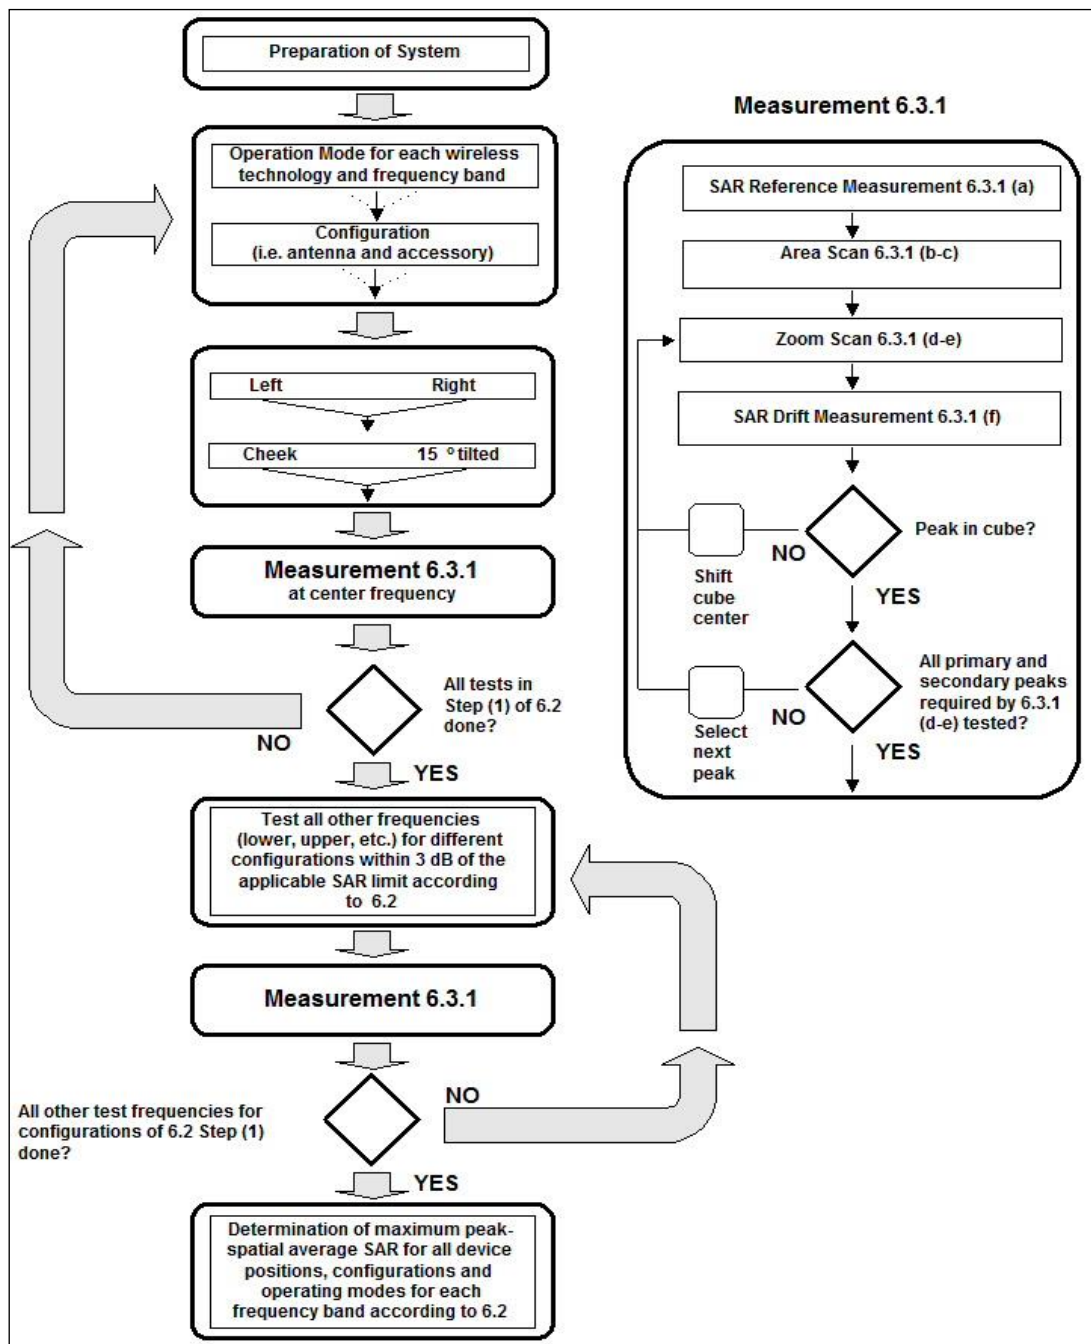 Preparation of System
Operation Mode for each wireless
technology and frequency band
Configuration
(i.e. antenna and accessory)
Left Right
Cheek 15 ° tilted
Measurement 6.3.1
at center frequency
All tests in
Step (1) of 6.2
done?
NO
YES
Test all other frequencies
(lower, upper, etc.) for different
configurations within 3 dB of the
applicable SAR limit according
to 6.2
Measurement 6.3.1
All other test frequencies for
configurations of 6.2 Step (1)
done?
NO
YES
Determination of maximum peak-
spatial average SAR for all device
positions, configurations and
operating modes for each
frequency band according to 6.2
Measurement 6.3.1
SAR Reference Measurement 6.3.1 (a)
Area Scan 6.3.1 (b-c)
Zoom Scan 6.3.1 (d-e)
SAR Drift Measurement 6.3.1 (f)
Peak in cube?
NO
Shift
cube
center
YES
All primary and
secondary peaks
required by 6.3.1
(d-e) tested?
NO
Select
next
peak
YES